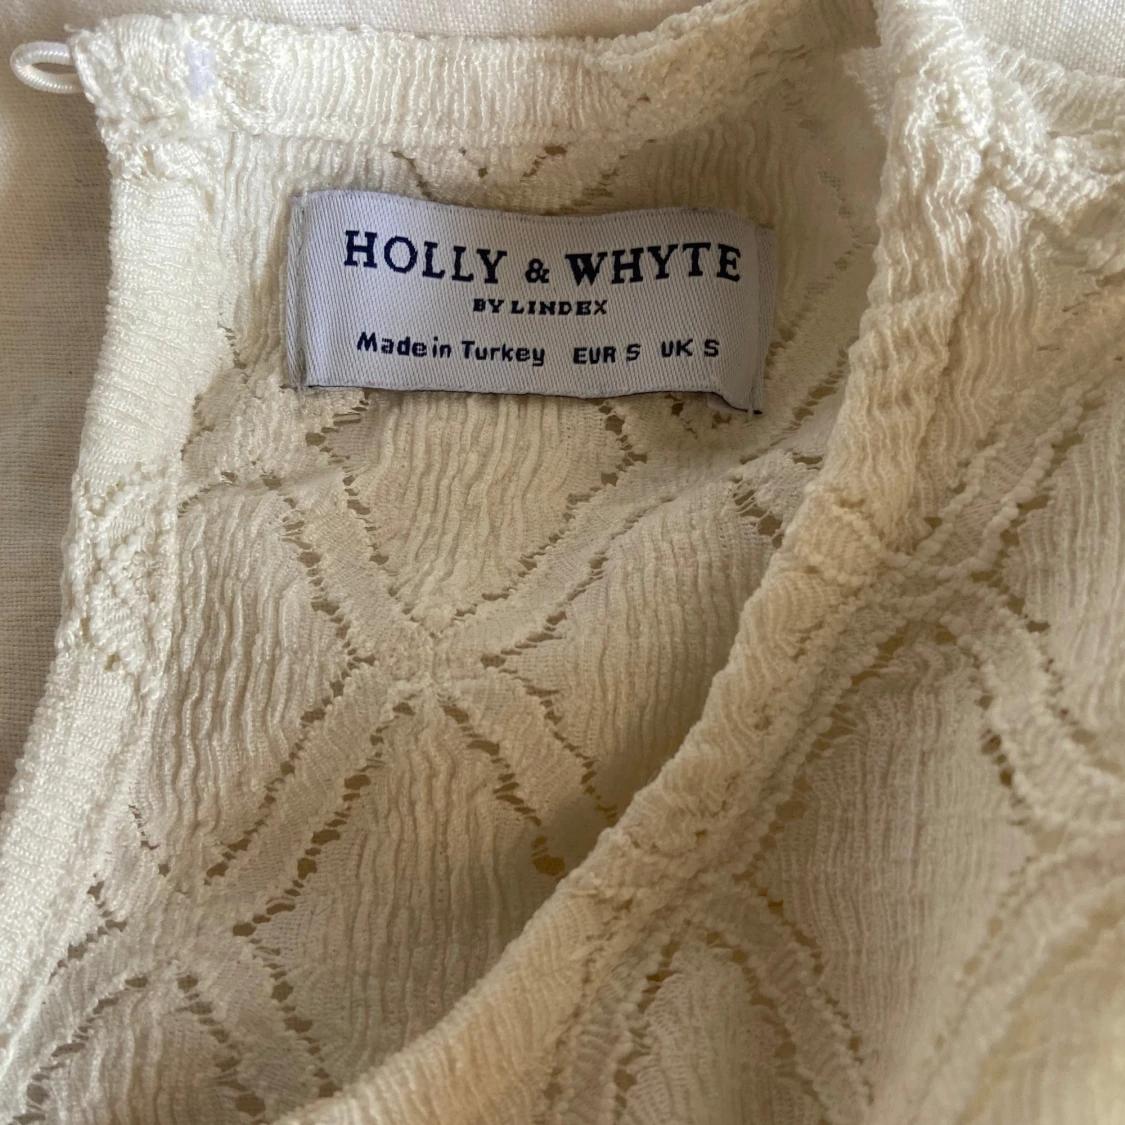 HOLLY & WHYTE
BY LINDEX
Made in Turkey EUR S UK S